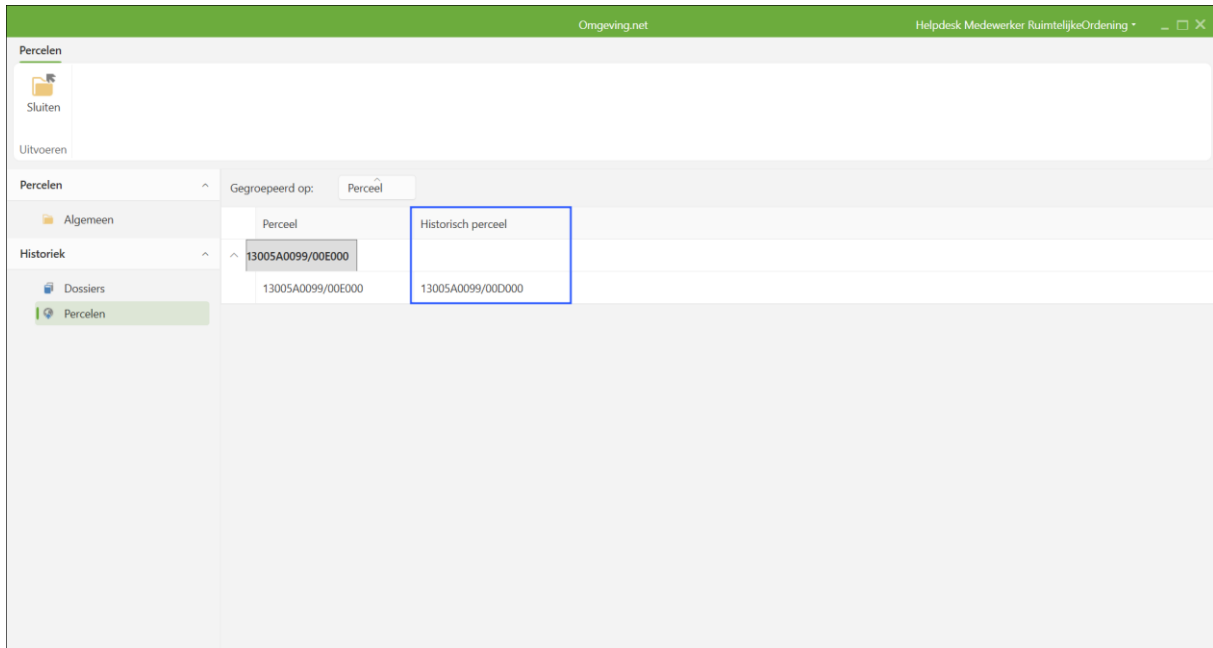 Omgeving.net
Helpdesk Medewerker RuimtelijkeOrdening
Percelen
Sluiten
Uitvoeren
Percelen
Algemeen
Historiek
Dossiers
Percelen
Gegroepeerd op: Perceel
Perceel Historisch perceel
13005A0099/00E000
13005A0099/00E000 13005A0099/00D000